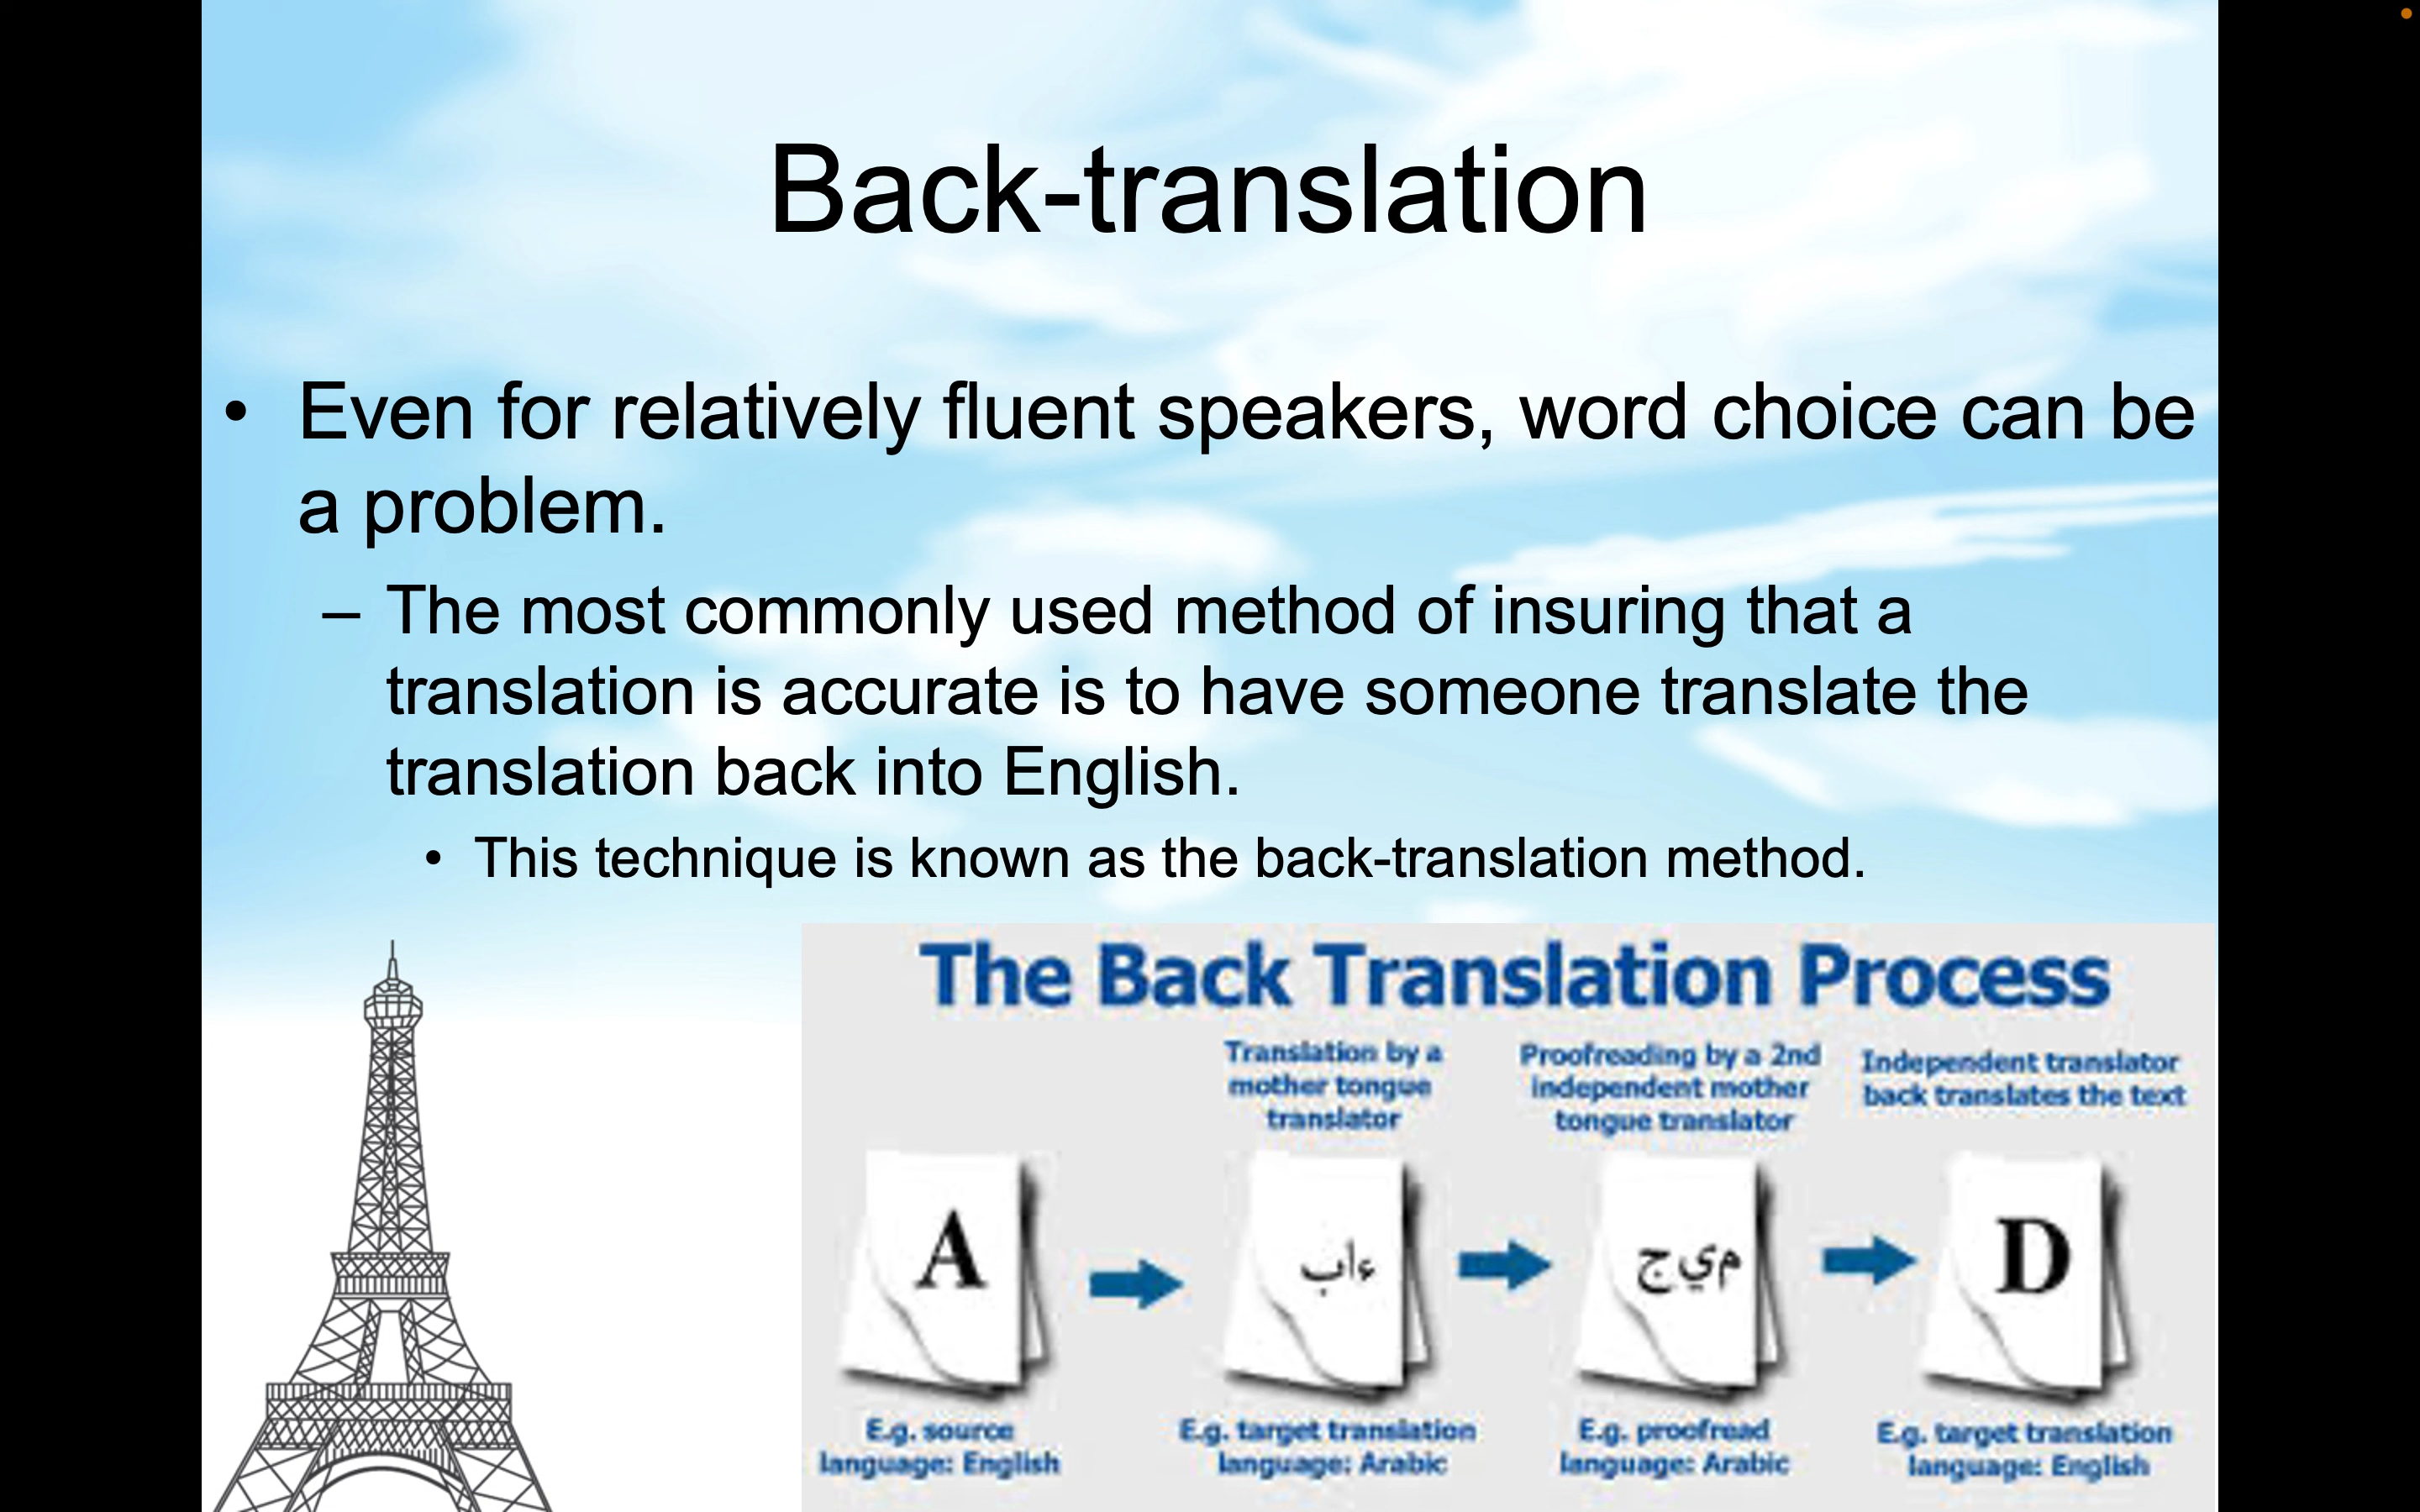 Back-translation
• Even for relatively fluent speakers, word choice can be
a problem.
– The most commonly used method of insuring that a
translation is accurate is to have someone translate the
translation back into English.
• This technique is known as the back-translation method.
The Back Translation Process
Translation by a
mother tongue
translator
Proofreading by a 2nd
independent mother
tongue translator
Independent translator
back translates the text
A
باء
جيم
D
E.g. source
language: English
E.g. target translation
language: Arabic
E.g. proofread
language: Arabic
E.g. target translation
language: English